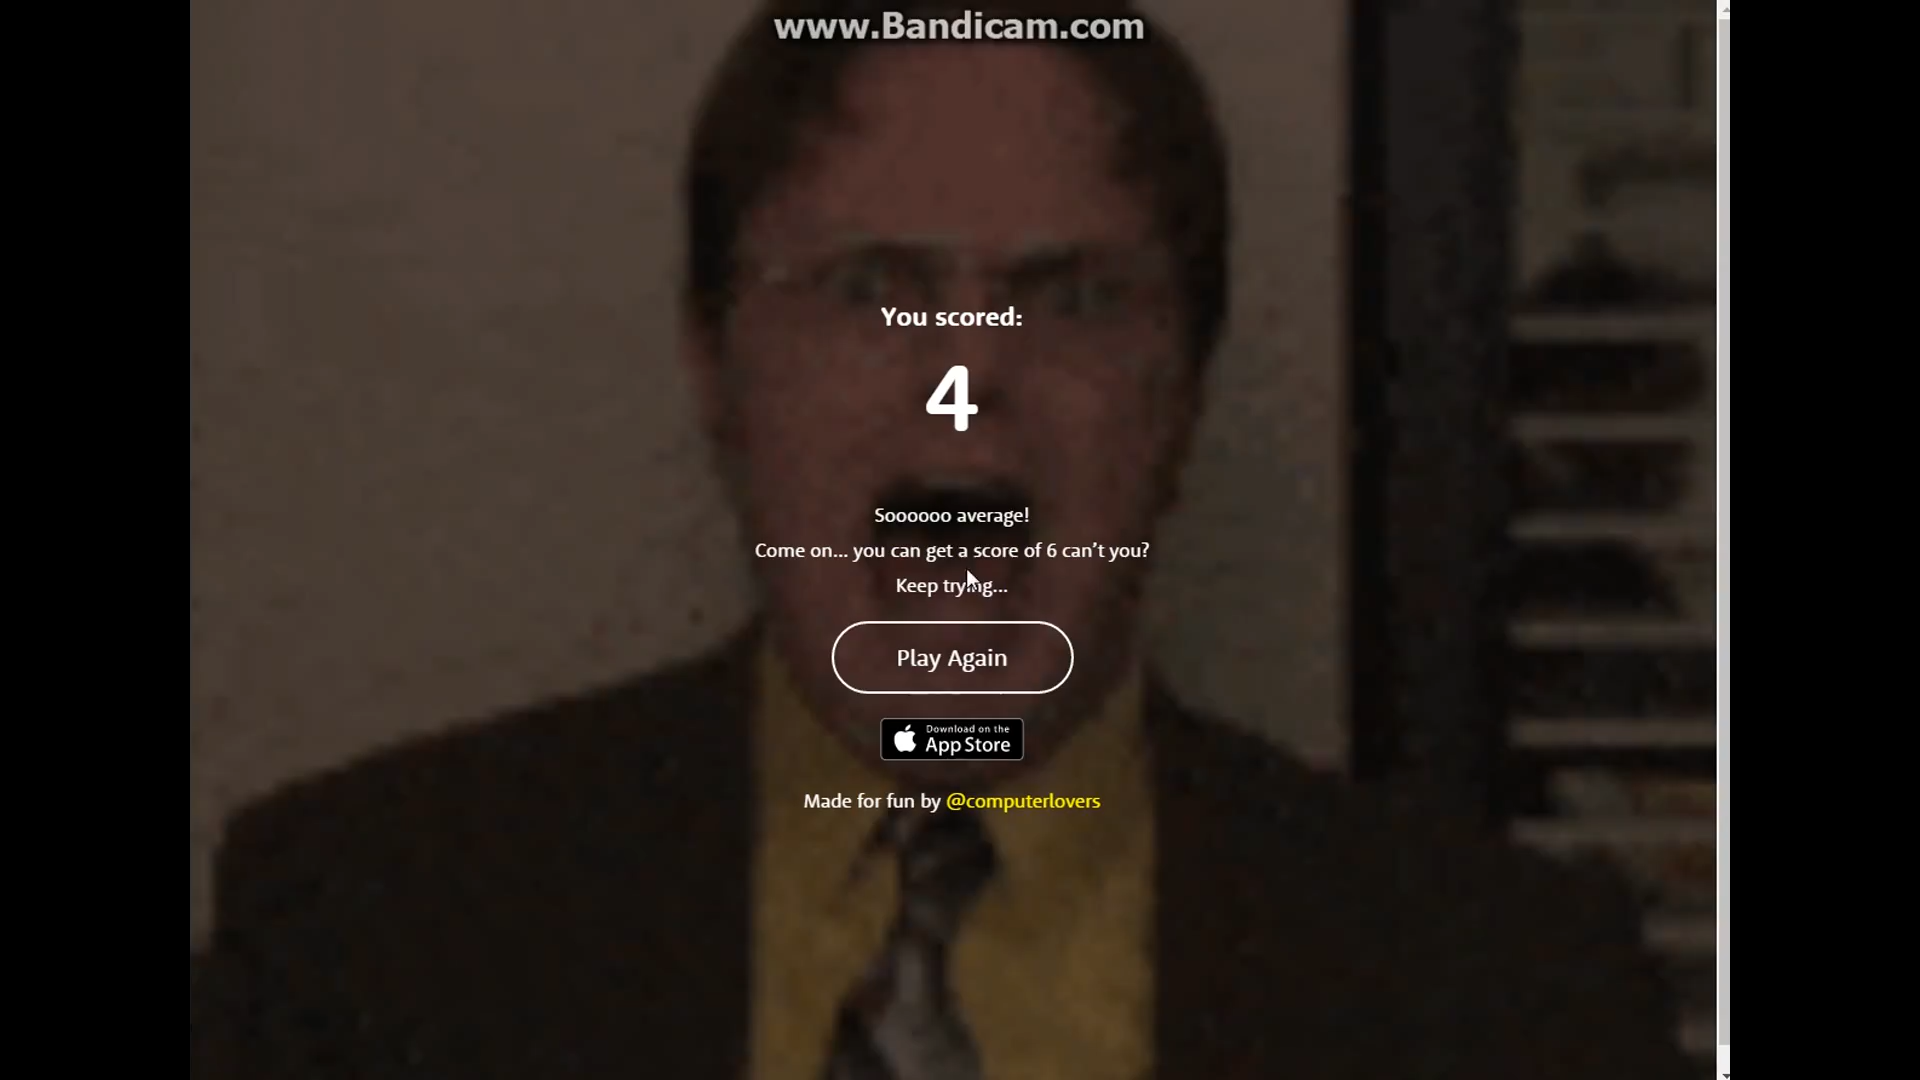 www.Bandicam.com
You scored:
4
Soooooo average!
Come on... you can get a score of 6 can't you?
Keep trying...
Play Again
Download on the
App Store
Made for fun by @computerlovers